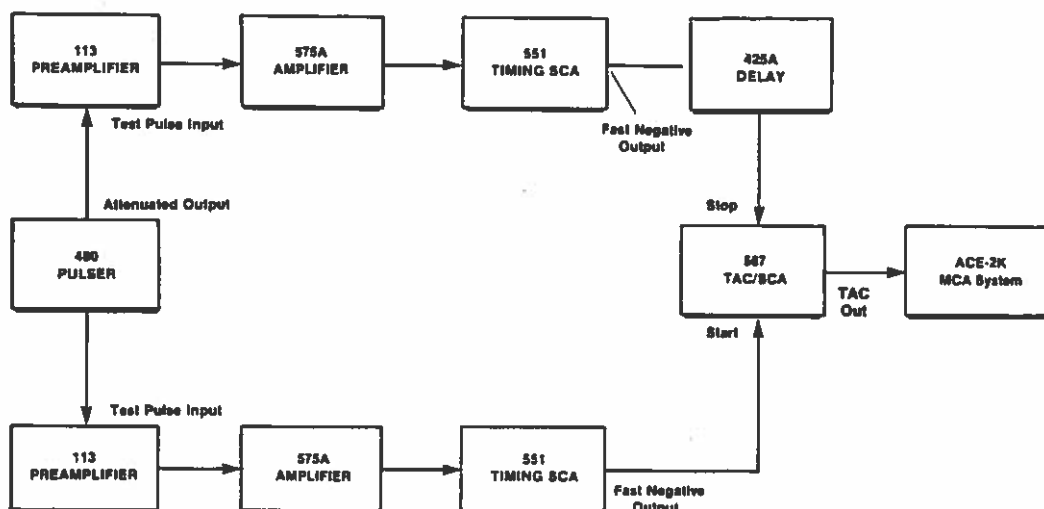 113
PREAMPLIFIER
575A
AMPLIFIER
551
TIMING SCA
425A
DELAY
Test Pulse Input
Fast Negative
Output
Attenuated Output
Stop
480
PULSER
567
TAC/SCA
ACE-2K
MCA System
TAC
Out
Start
Test Pulse Input
113
PREAMPLIFIER
575A
AMPLIFIER
551
TIMING SCA
Fast Negative
Output